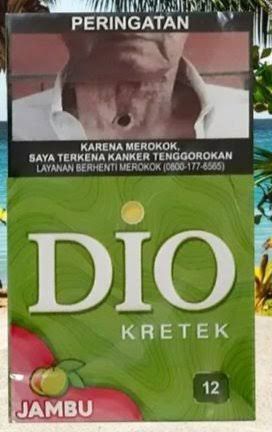 PERINGATAN
KARENA MEROKOK,
SAYA TERKENA KANKER TENGGOROKAN
LAYANAN BERHENTI MEROKOK (0800-177-6565)
DIO
KRETEK
12
JAMBU